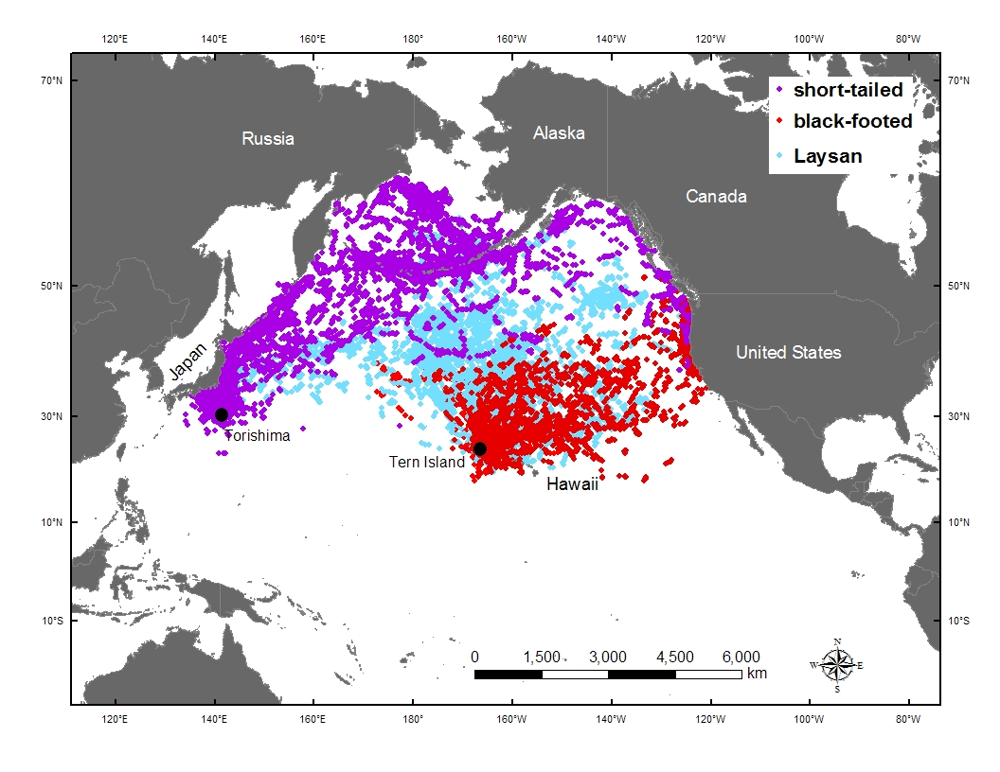 120°E 140°E 160°E 180° 160°W 140°W 120°W 100°W 80°W
70°N 70°N
short-tailed
black-footed
Laysan
Russia
Alaska
Canada
50°N 50°N
Japan
United States
30°N 30°N
Torishima
Tern Island
Hawaii
10°N 10°N
10°S 10°S
0 1,500 3,000 4,500 6,000
km
N
W E
S
120°E 140°E 160°E 180° 160°W 140°W 120°W 100°W 80°W